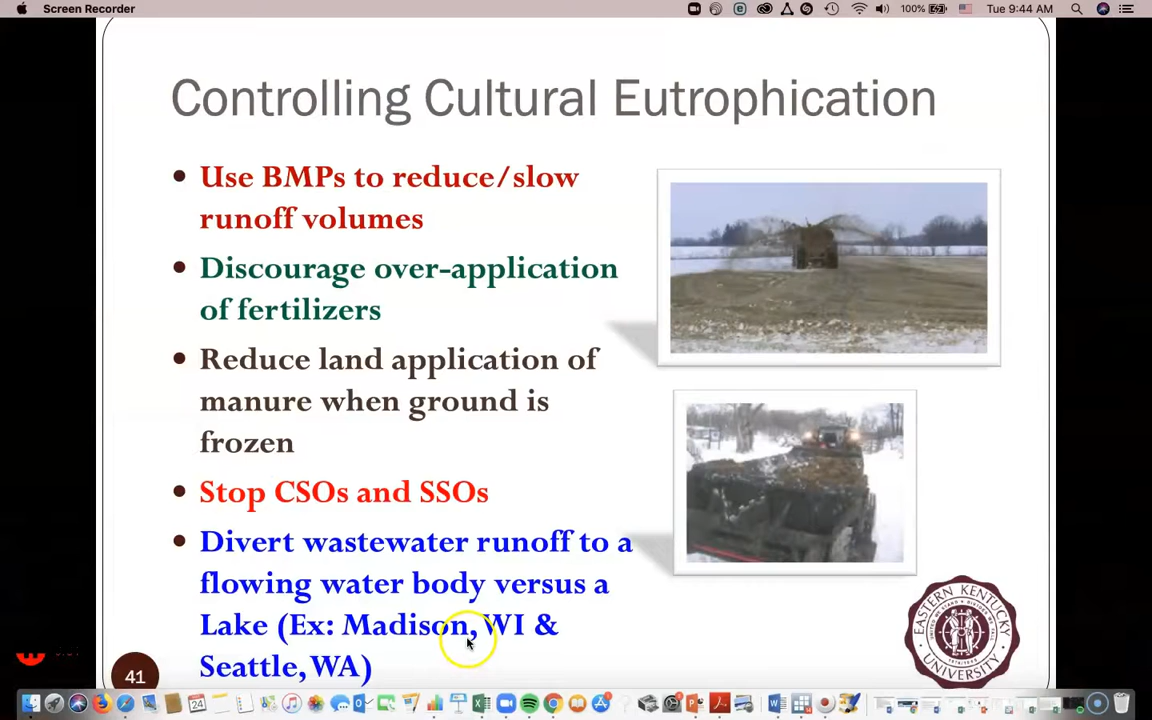 Screen Recorder
100%
Tue 9:44 AM
Controlling Cultural Eutrophication
• Use BMPs to reduce/slow
runoff volumes
• Discourage over-application
of fertilizers
• Reduce land application of
manure when ground is
frozen
• Stop CSOs and SSOs
• Divert wastewater runoff to a
flowing water body versus a
Lake (Ex: Madison, WI &
Seattle, WA)
EASTERN KENTUCKY
UNIVERSITY
41
24